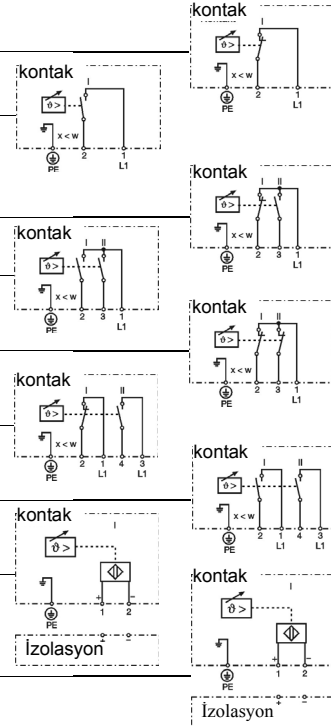 kontak
I
ϑ >
x < w
PE
2
1
L1
kontak
I
ϑ >
x < w
PE
2
1
L1
kontak
I II
ϑ >
x < w
PE
2 3 1
L1
kontak
I II
ϑ >
x < w
PE
2 3 1
L1
kontak
I II
ϑ >
x < w
PE
2 3 1
L1
kontak
I II
ϑ >
x < w
PE
2 1 4 3
L1 L1
kontak
I II
ϑ >
x < w
PE
2 1 4 3
L1 L1
kontak
I
ϑ >
+ −
PE
1 2
İzolasyon
+ −
kontak
I
ϑ >
+ −
PE
1 2
İzolasyon
+ −